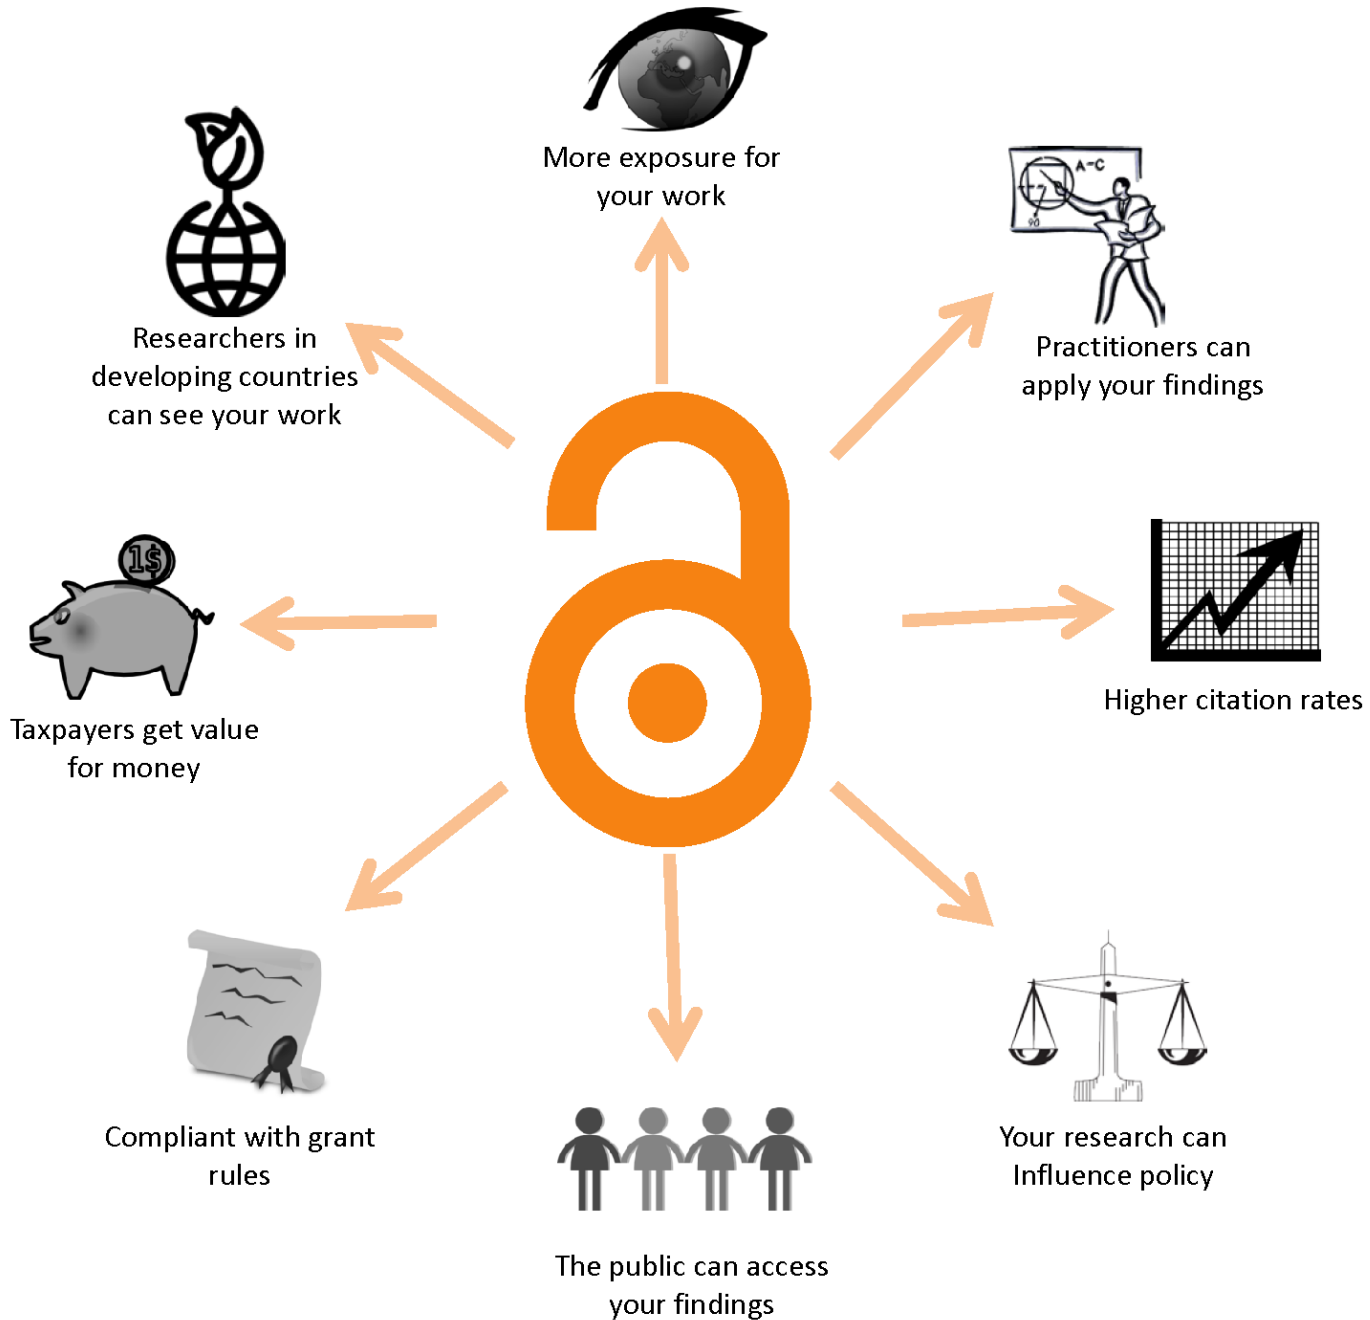 More exposure for
your work
A-C
90
Practitioners can
apply your findings
Higher citation rates
Your research can
Influence policy
The public can access
your findings
Compliant with grant
rules
1$
Taxpayers get value
for money
Researchers in
developing countries
can see your work